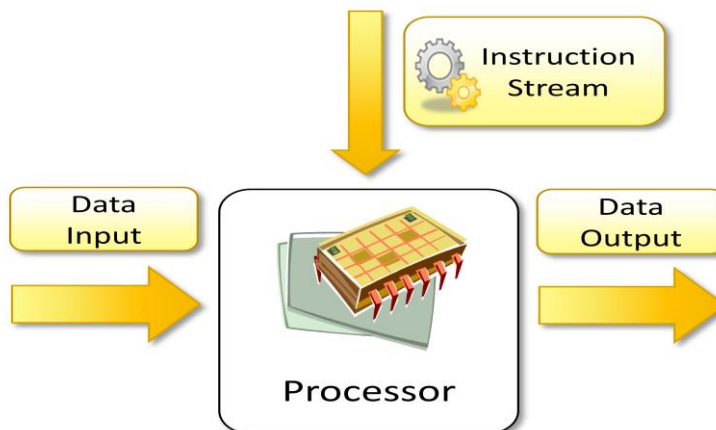 Instruction
Stream
Data
Input
Data
Output
Processor